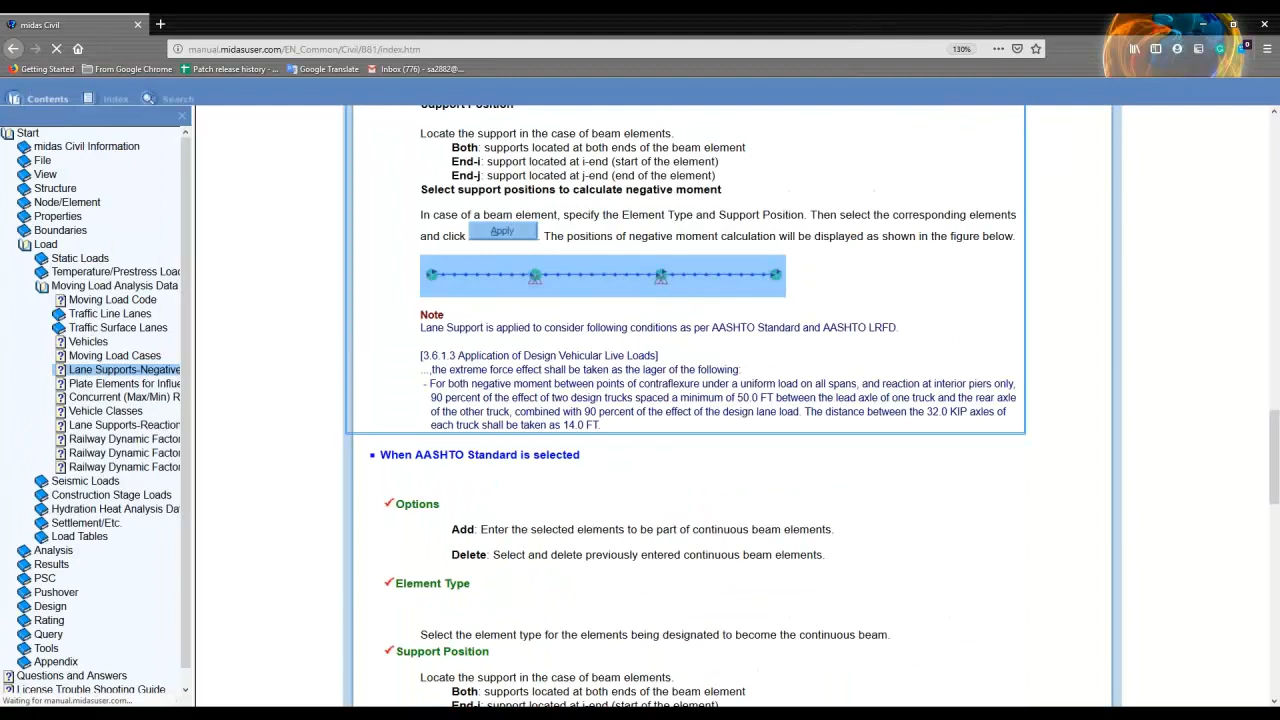 midas Civil
manual.midasuser.com/EN_Common/Civil/881/index.htm
130%
0
Getting Started
From Google Chrome
Patch release history - ...
Google Translate
Inbox (776) - sa2882@...
Contents
Index
Search
Start
midas Civil Information
File
View
Structure
Node/Element
Properties
Boundaries
Load
Static Loads
Temperature/Prestress Loac
Moving Load Analysis Data
Moving Load Code
Traffic Line Lanes
Traffic Surface Lanes
Vehicles
Moving Load Cases
Lane Supports-Negative
Plate Elements for Influe
Concurrent (Max/Min) R
Vehicle Classes
Lane Supports-Reaction
Railway Dynamic Factor
Railway Dynamic Factor
Railway Dynamic Factor
Seismic Loads
Construction Stage Loads
Hydration Heat Analysis Da
Settlement/Etc.
Load Tables
Analysis
Results
PSC
Pushover
Design
Rating
Query
Tools
Appendix
Questions and Answers
License Trouble Shooting Guide
Waiting for manual.midasuser.com...
Support Position
Locate the support in the case of beam elements.
Both: supports located at both ends of the beam element
End-i: support located at i-end (start of the element)
End-j: support located at j-end (end of the element)
Select support positions to calculate negative moment
In case of a beam element, specify the Element Type and Support Position. Then select the corresponding elements
and click Apply . The positions of negative moment calculation will be displayed as shown in the figure below.
Note
Lane Support is applied to consider following conditions as per AASHTO Standard and AASHTO LRFD.
[3.6.1.3 Application of Design Vehicular Live Loads]
...,the extreme force effect shall be taken as the lager of the following:
- For both negative moment between points of contraflexure under a uniform load on all spans, and reaction at interior piers only,
90 percent of the effect of two design trucks spaced a minimum of 50.0 FT between the lead axle of one truck and the rear axle
of the other truck, combined with 90 percent of the effect of the design lane load. The distance between the 32.0 KIP axles of
each truck shall be taken as 14.0 FT.
When AASHTO Standard is selected
Options
Add: Enter the selected elements to be part of continuous beam elements.
Delete: Select and delete previously entered continuous beam elements.
Element Type
Select the element type for the elements being designated to become the continuous beam.
Support Position
Locate the support in the case of beam elements.
Both: supports located at both ends of the beam element
End-i: support located at i-end (start of the element)